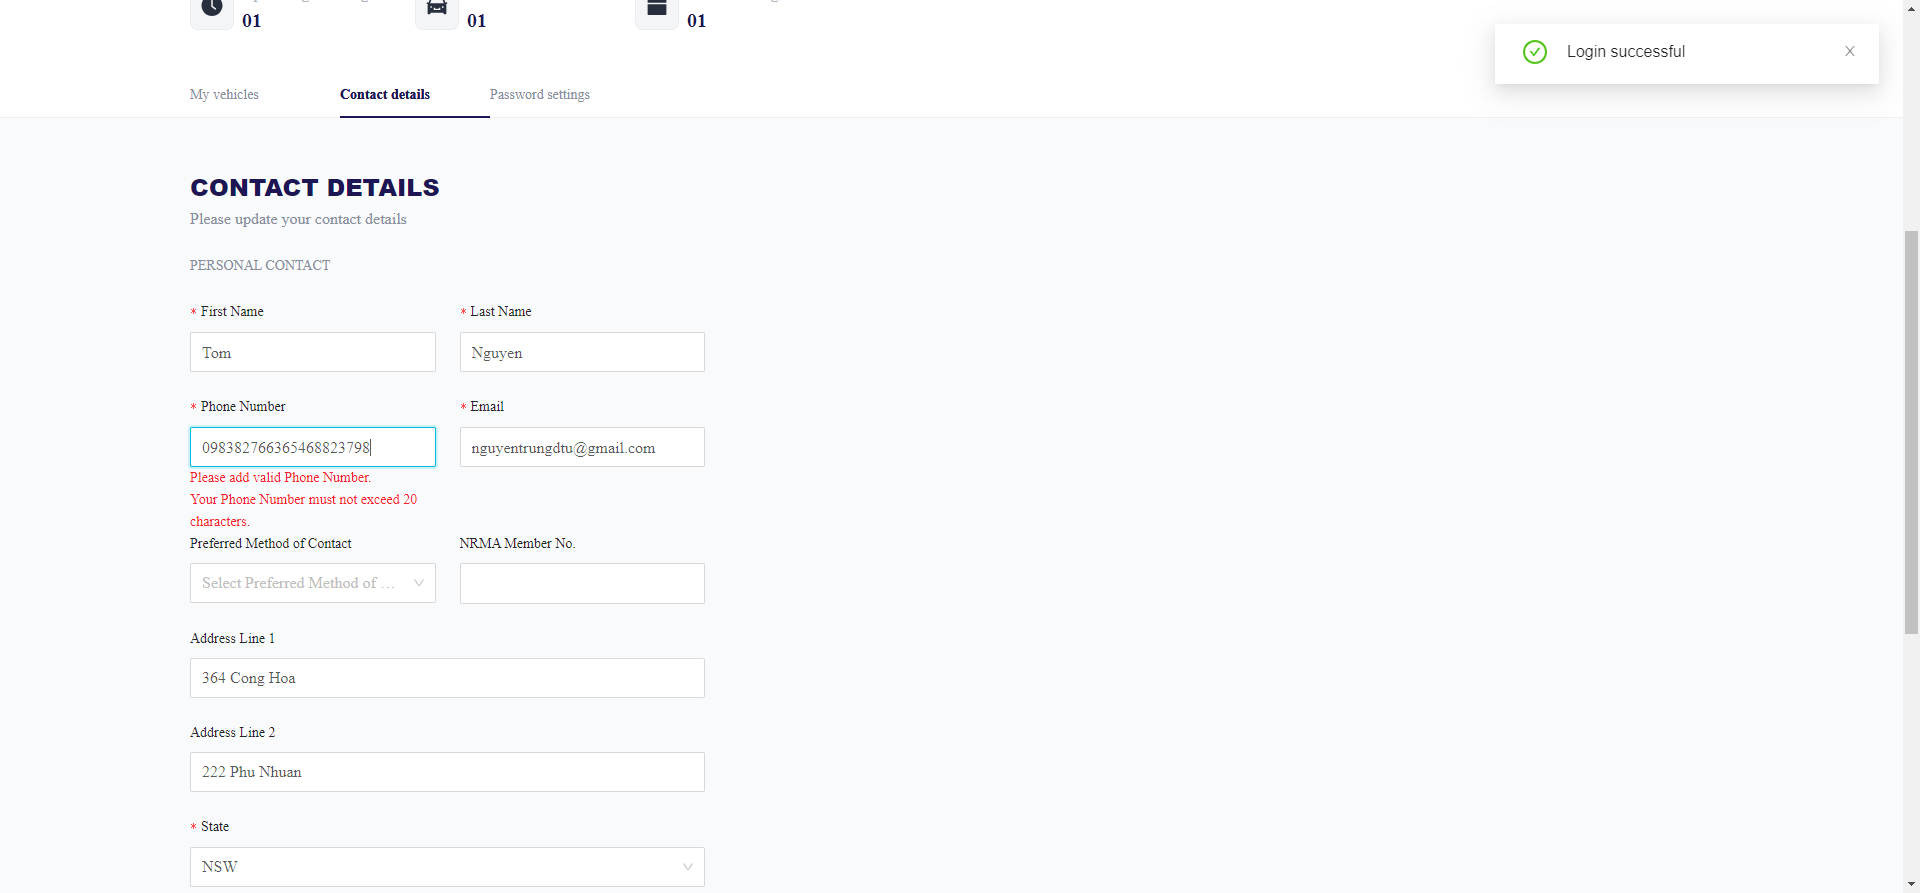 01
01
01
Login successful
My vehicles
Contact details
Password settings
CONTACT DETAILS
Please update your contact details
PERSONAL CONTACT
* First Name
* Last Name
Tom
Nguyen
* Phone Number
* Email
098382766365468823798
nguyentrungdtu@gmail.com
Please add valid Phone Number.
Your Phone Number must not exceed 20
characters.
Preferred Method of Contact
NRMA Member No.
Select Preferred Method of ...
Address Line 1
364 Cong Hoa
Address Line 2
222 Phu Nhuan
* State
NSW